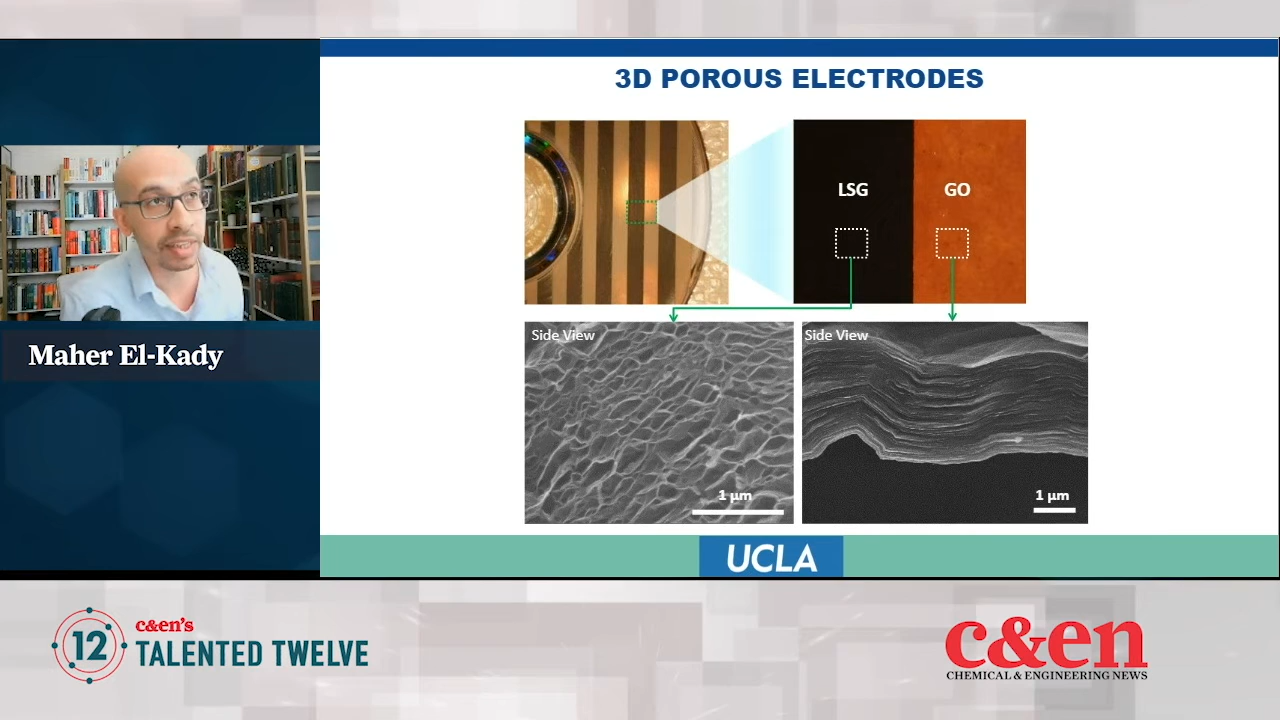 3D POROUS ELECTRODES
LSG
GO
Maher El-Kady
Side View
Side View
1 µm
1 µm
UCLA
12
c&en's
TALENTED TWELVE
c&en
CHEMICAL & ENGINEERING NEWS